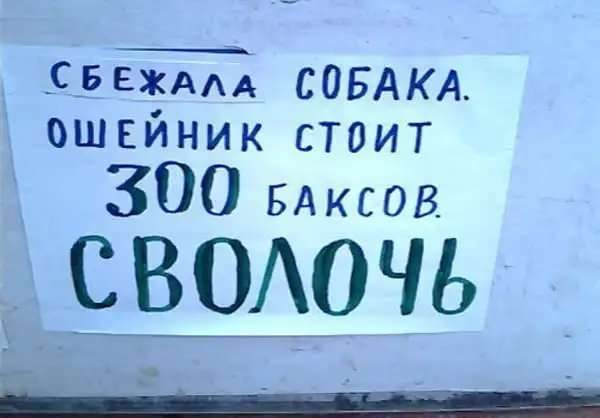 СБЕЖАЛА СОБАКА.
ОШЕЙНИК СТОИТ
300 БАКСОВ.
СВОЛОЧЬ